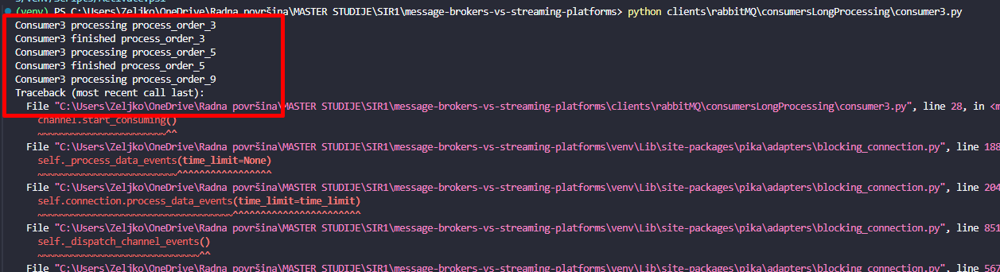 s/venv/Scripts/Activate.ps1
(venv) PS C:\Users\Zeljko\OneDrive\Radna površina\MASTER STUDIJE\SIR1\message-brokers-vs-streaming-platforms> python clients\rabbitMQ\consumersLongProcessing\consumer3.py
Consumer3 processing process_order_3
Consumer3 finished process_order_3
Consumer3 processing process_order_5
Consumer3 finished process_order_5
Consumer3 processing process_order_9
Traceback (most recent call last):
  File "C:\Users\Zeljko\OneDrive\Radna površina\MASTER STUDIJE\SIR1\message-brokers-vs-streaming-platforms\clients\rabbitMQ\consumersLongProcessing\consumer3.py", line 28, in <m
    channel.start_consuming()
    ~~~~~~~~~~~~~~~~~~~~~~~^^
  File "C:\Users\Zeljko\OneDrive\Radna površina\MASTER STUDIJE\SIR1\message-brokers-vs-streaming-platforms\venv\Lib\site-packages\pika\adapters\blocking_connection.py", line 188
    self._process_data_events(time_limit=None)
    ~~~~~~~~~~~~~~~~~~~~~~~~~^^^^^^^^^^^^^^^^^
  File "C:\Users\Zeljko\OneDrive\Radna površina\MASTER STUDIJE\SIR1\message-brokers-vs-streaming-platforms\venv\Lib\site-packages\pika\adapters\blocking_connection.py", line 204
    self.connection.process_data_events(time_limit=time_limit)
    ~~~~~~~~~~~~~~~~~~~~~~~~~~~~~~~~~~~^^^^^^^^^^^^^^^^^^^^^^^
  File "C:\Users\Zeljko\OneDrive\Radna površina\MASTER STUDIJE\SIR1\message-brokers-vs-streaming-platforms\venv\Lib\site-packages\pika\adapters\blocking_connection.py", line 851
    self._dispatch_channel_events()
    ~~~~~~~~~~~~~~~~~~~~~~~~~~~~~^^
  File "C:\Users\Zeljko\OneDrive\Radna površina\MASTER STUDIJE\SIR1\message-brokers-vs-streaming-platforms\venv\Lib\site-packages\pika\adapters\blocking_connection.py", line 567